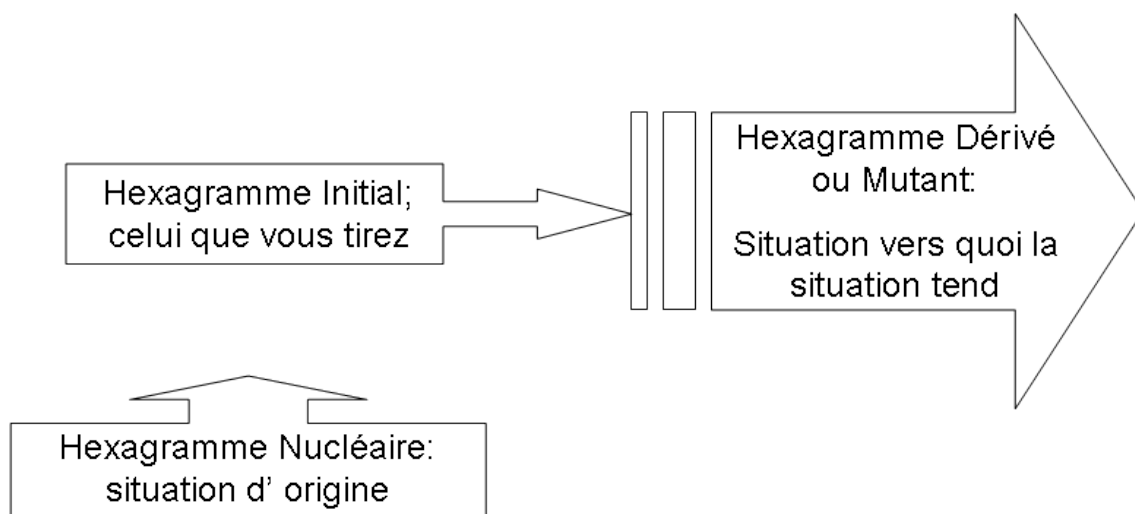 Hexagramme Initial;
celui que vous tirez
Hexagramme Dérivé
ou Mutant:
Situation vers quoi la
situation tend
Hexagramme Nucléaire:
situation d' origine